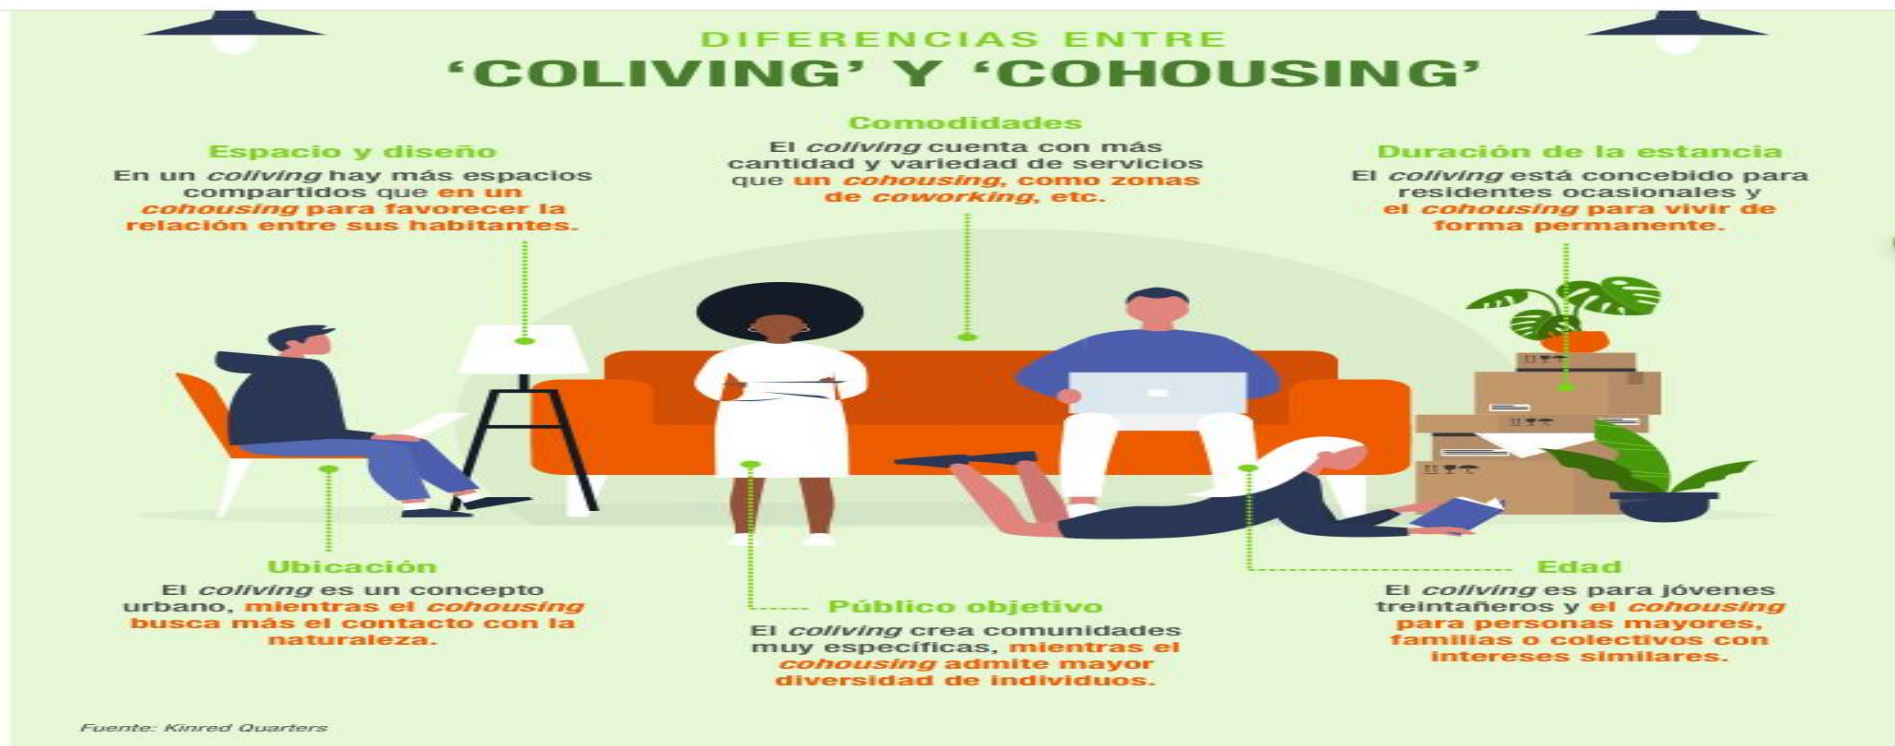 DIFERENCIAS ENTRE
‘COLIVING’ Y ‘COHOUSING’
Espacio y diseño
En un coliving hay más espacios
compartidos que en un
cohousing para favorecer la
relación entre sus habitantes.
Comodidades
El coliving cuenta con más
cantidad y variedad de servicios
que un cohousing, como zonas
de coworking, etc.
Duración de la estancia
El coliving está concebido para
residentes ocasionales y
el cohousing para vivir de
forma permanente.
Ubicación
El coliving es un concepto
urbano, mientras el cohousing
busca más el contacto con la
naturaleza.
Público objetivo
El coliving crea comunidades
muy específicas, mientras el
cohousing admite mayor
diversidad de individuos.
Edad
El coliving es para jóvenes
treintañeros y el cohousing
para personas mayores,
familias o colectivos con
intereses similares.
Fuente: Kinred Quarters